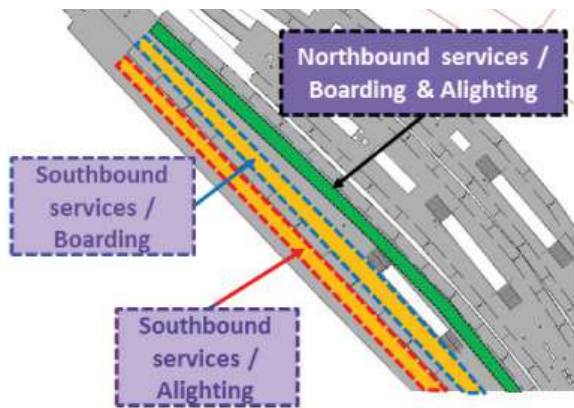 Northbound services /
Boarding & Alighting
Southbound
services /
Boarding
Southbound
services /
Alighting